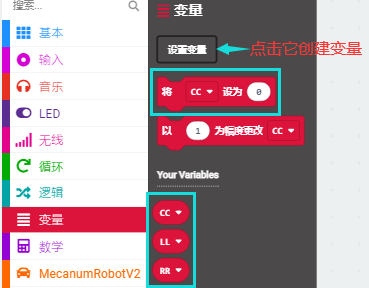 搜索...
基本
输入
音乐
LED
无线
循环
逻辑
变量
数学
MecanumRobotV2
变量
设置变量 点击它创建变量
将 CC 设为 0
以 1 为幅度更改 CC
Your Variables
CC
LL
RR